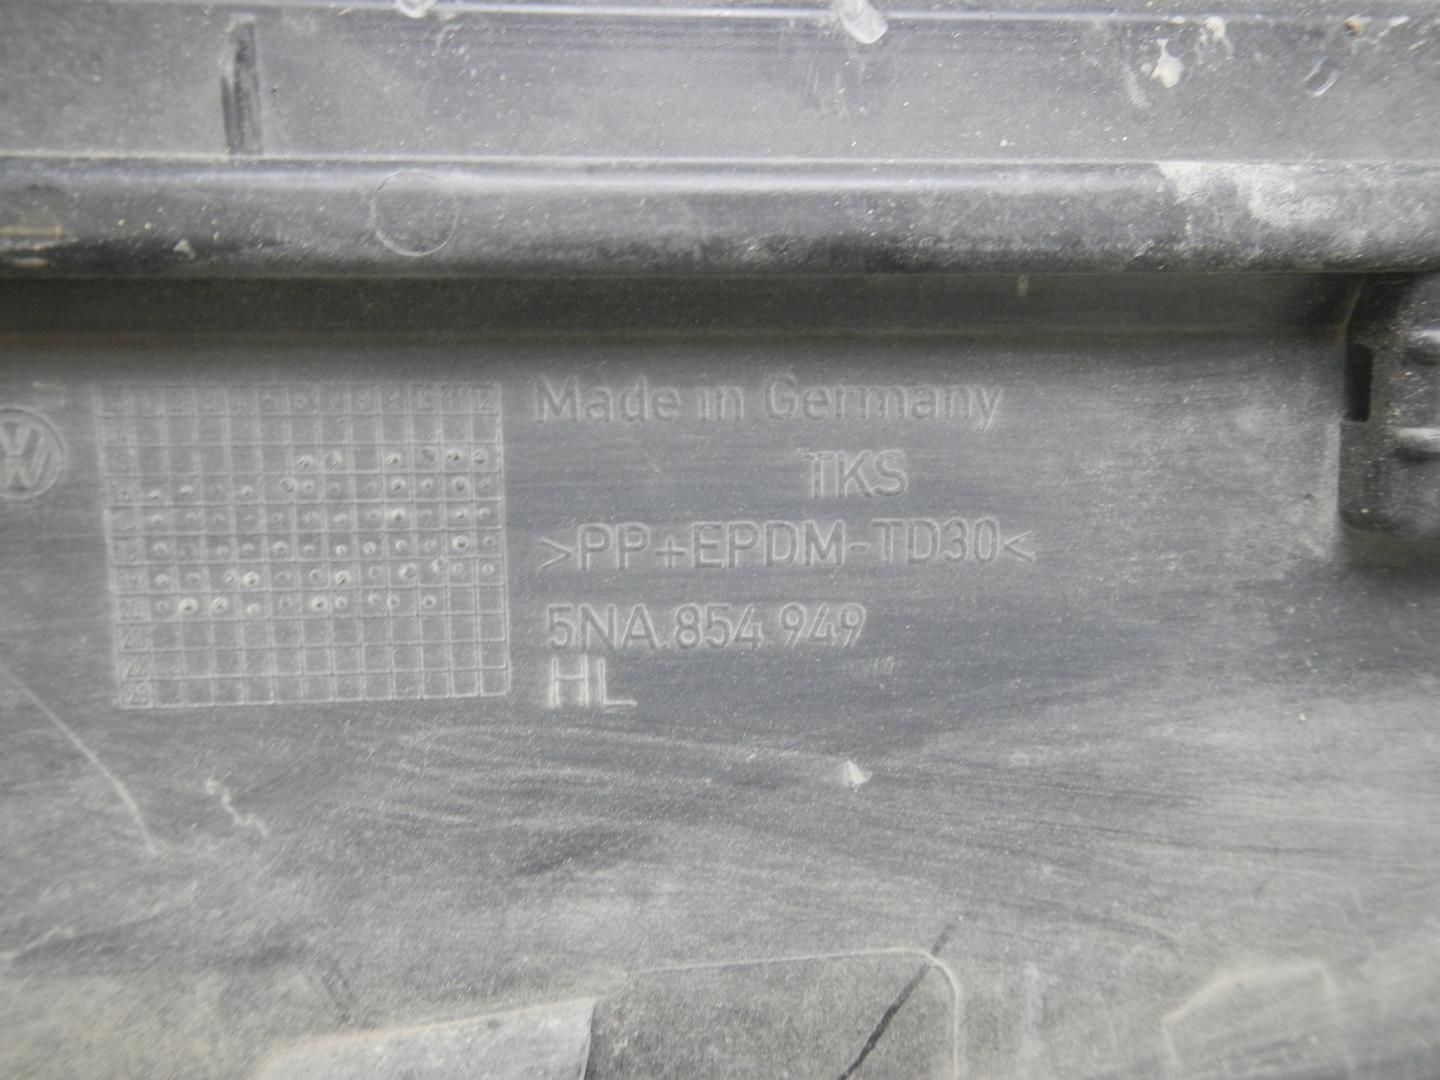 Made in Germany
TKS
>PP+EPDM-TD30<
5NA.854.949
HL